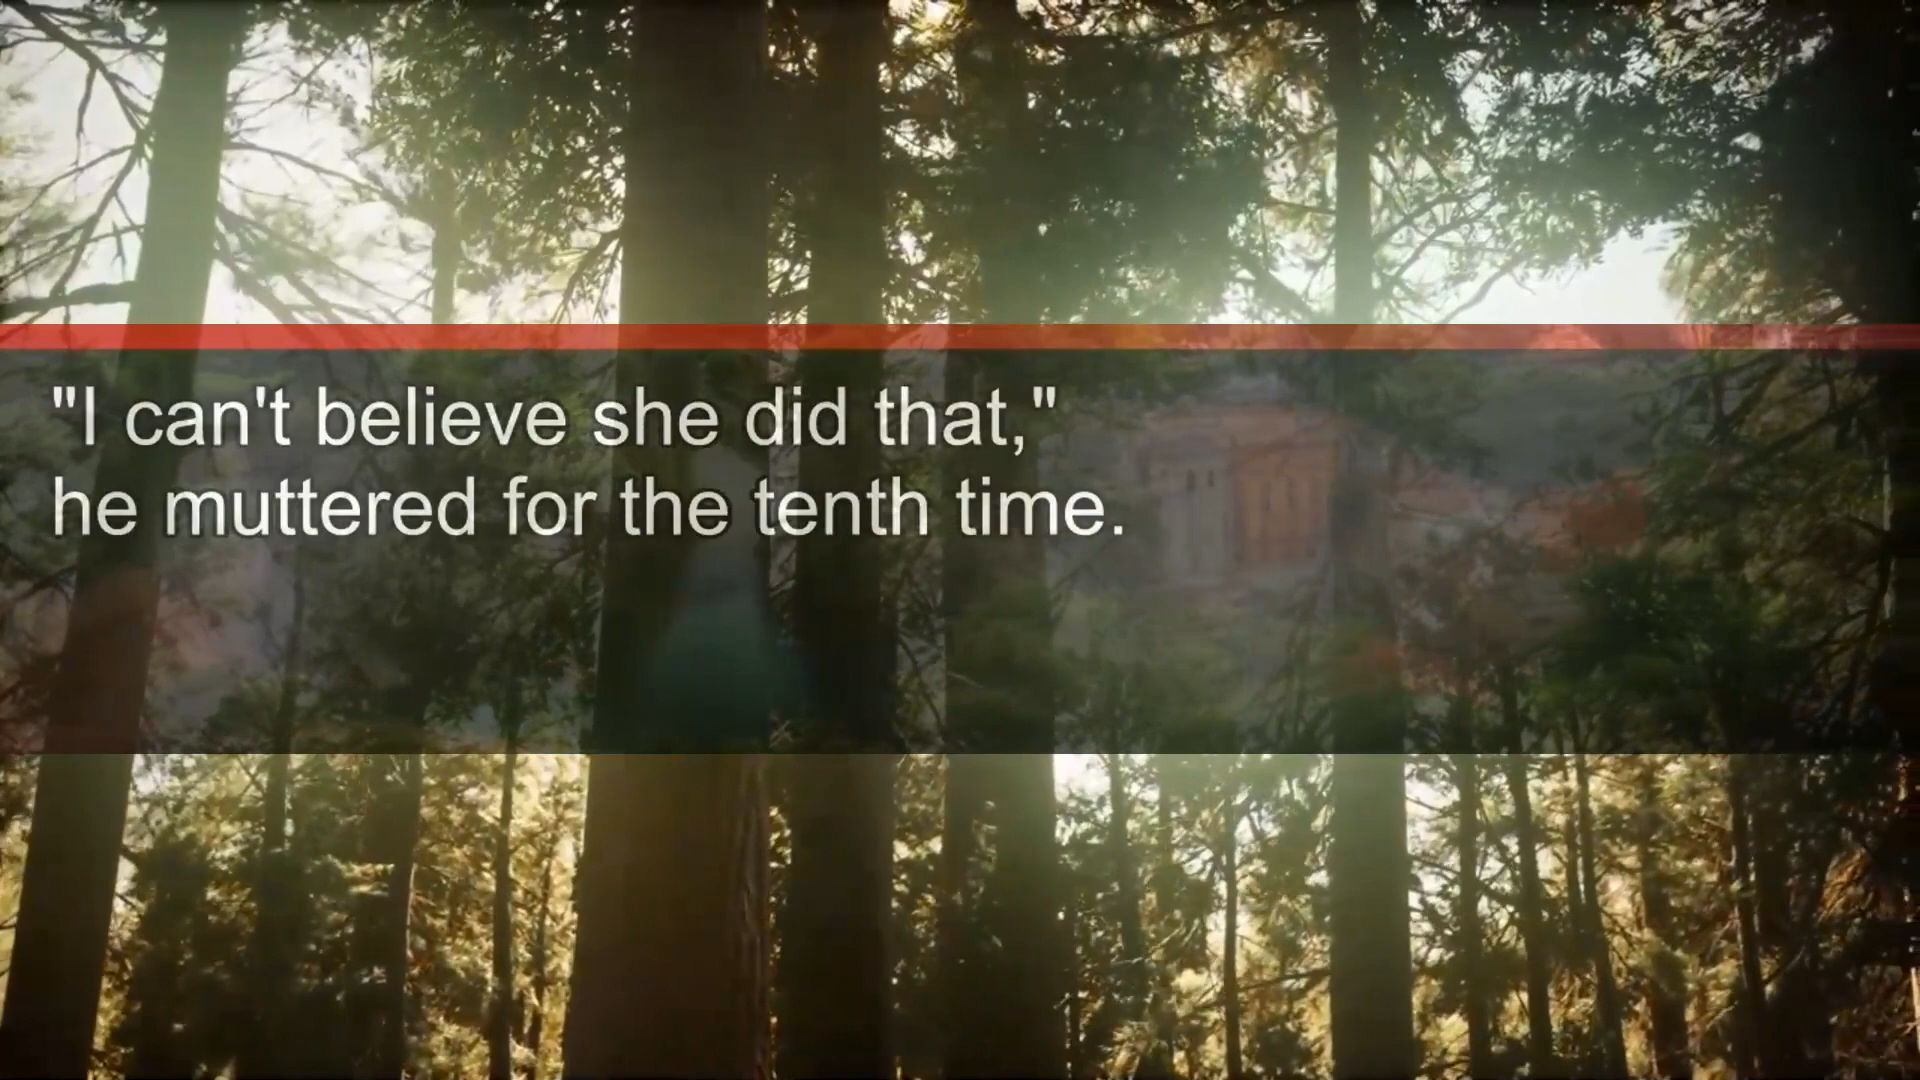 "I can't believe she did that,"
he muttered for the tenth time.